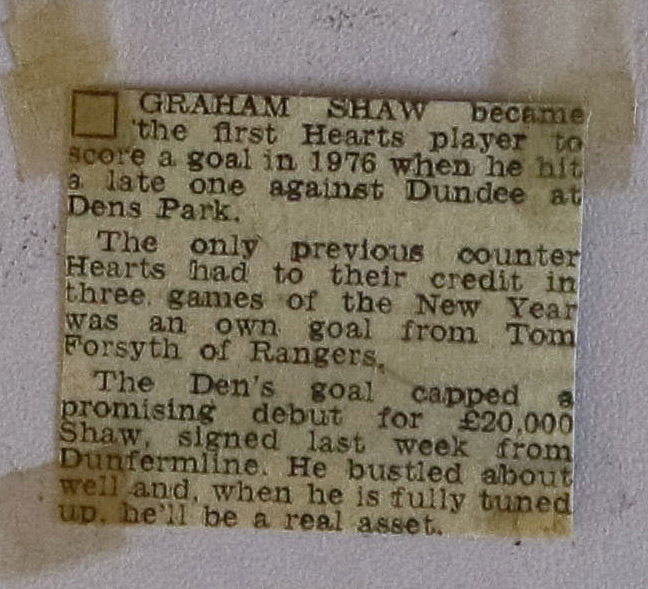 GRAHAM SHAW became
the first Hearts player to
score a goal in 1976 when he hit
a late one against Dundee at
Dens Park.
The only previous counter
Hearts had to their credit in
three games of the New Year
was an own goal from Tom
Forsyth of Rangers.
The Den's goal capped a
promising debut for £20,000
Shaw, signed last week from
Dunfermline. He bustled about
well and, when he is fully tuned
up, he'll be a real asset.